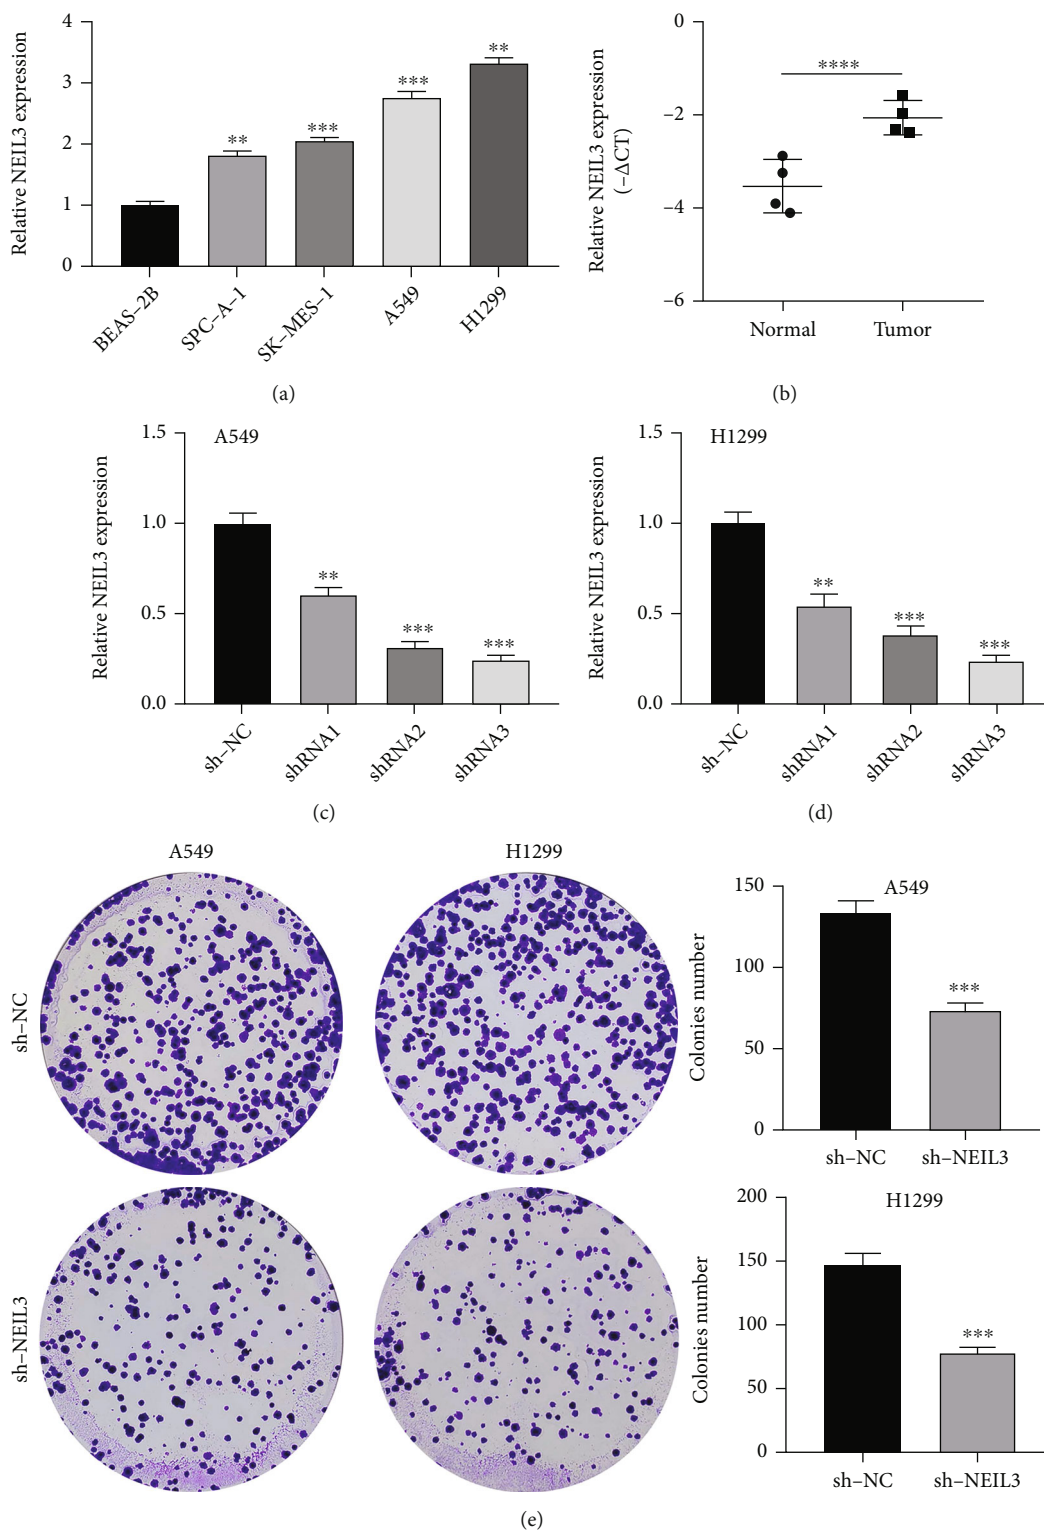 Relative NEIL3 expression
4
3
2
1
0
**
***
***
**
BEAS–2B
SPC–A–1
SK–MES–1
A549
H1299
(a)
Relative NEIL3 expression
(–ΔCT)
0
–2
–4
–6
****
Normal
Tumor
(b)
Relative NEIL3 expression
1.5
1.0
0.5
0.0
A549
**
***
***
sh–NC
shRNA1
shRNA2
shRNA3
(c)
Relative NEIL3 expression
1.5
1.0
0.5
0.0
H1299
**
***
***
sh–NC
shRNA1
shRNA2
shRNA3
(d)
A549
H1299
sh–NC
sh–NEIL3
Colonies number
150
100
50
0
A549
***
sh–NC
sh–NEIL3
Colonies number
200
150
100
50
0
H1299
***
sh–NC
sh–NEIL3
(e)